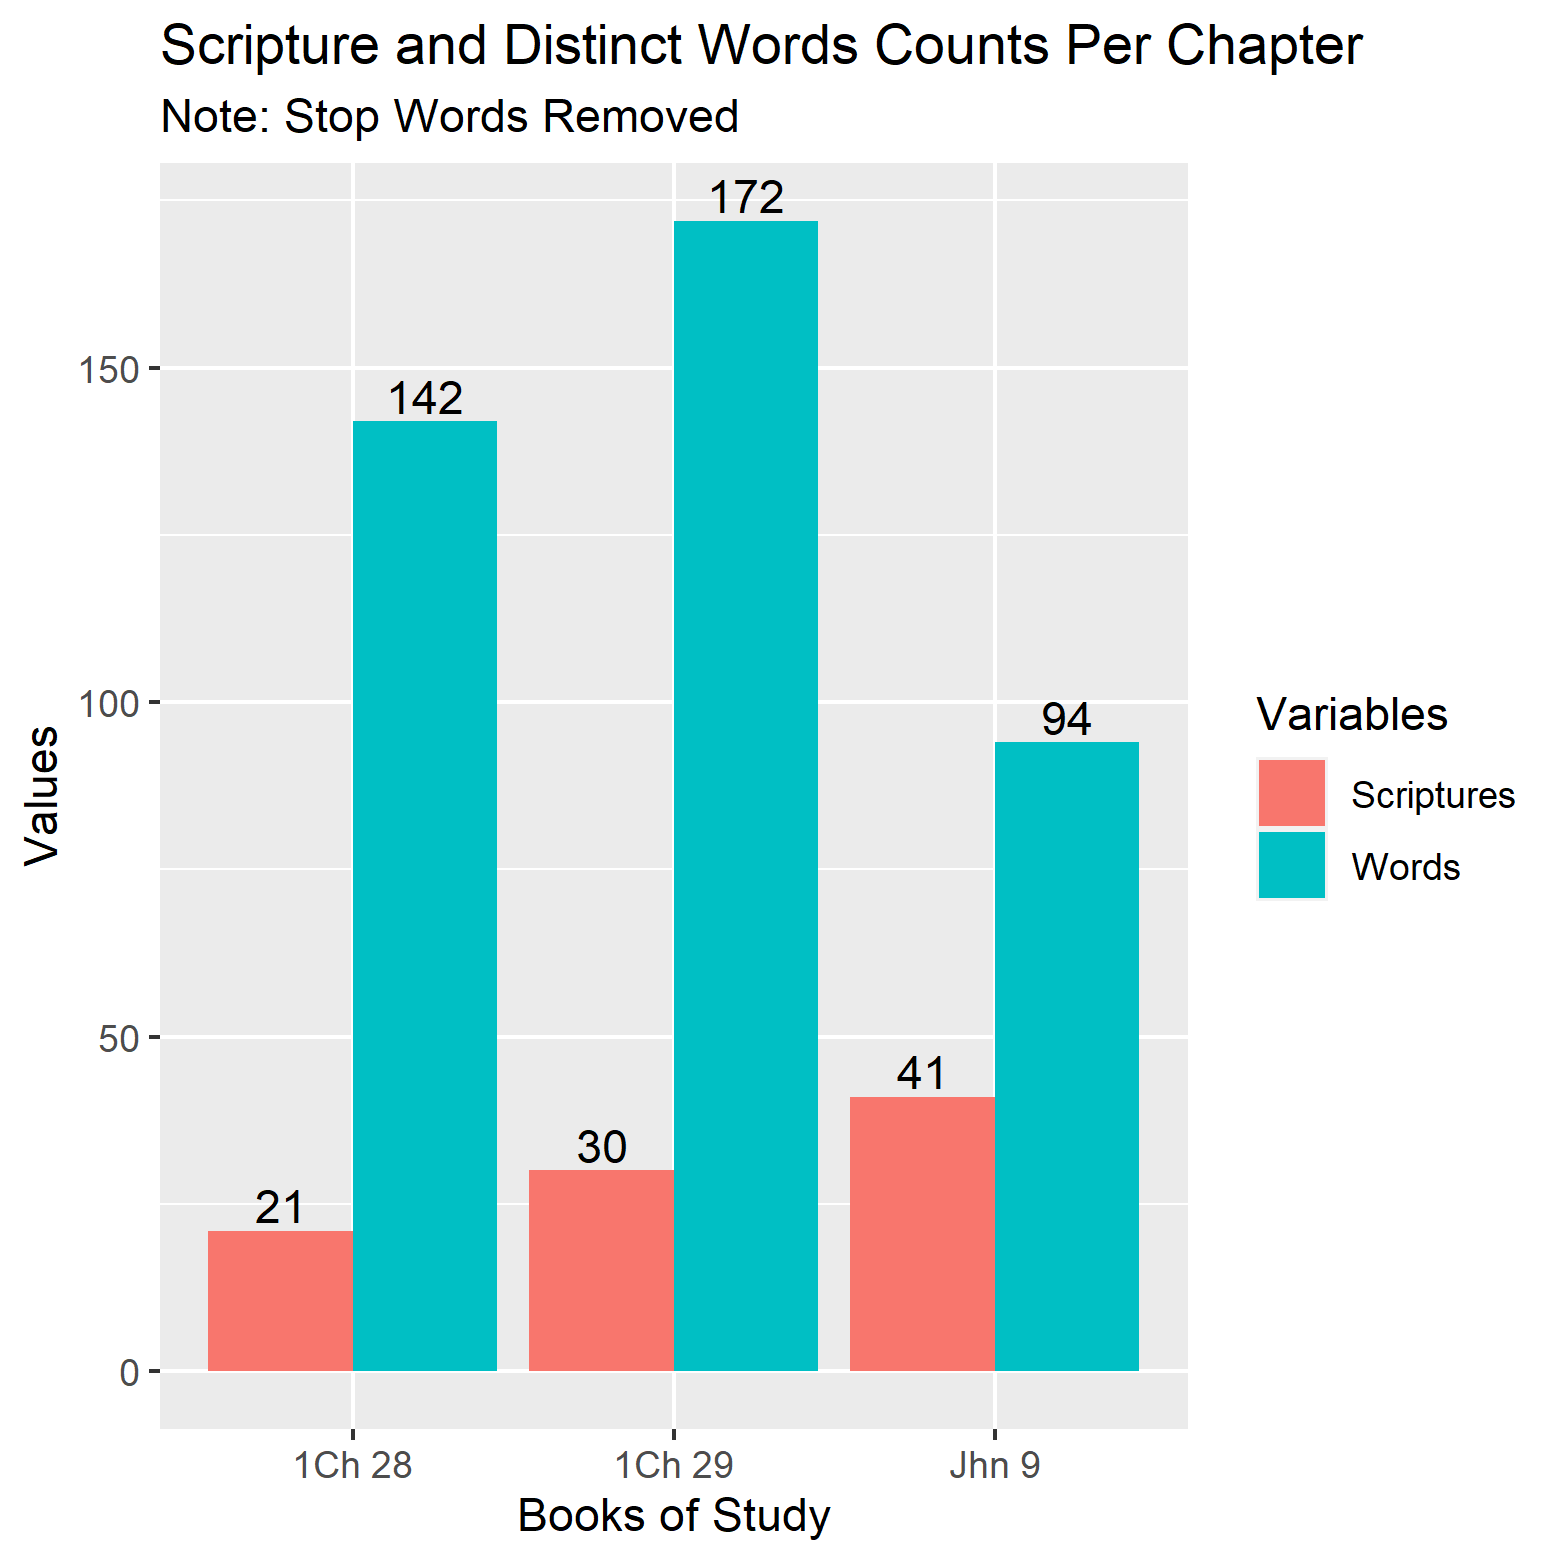 Scripture and Distinct Words Counts Per Chapter
Note: Stop Words Removed
172
150
142
100
94
Values
Variables
Scriptures
Words
50
41
30
21
0
1Ch 28
1Ch 29
Jhn 9
Books of Study